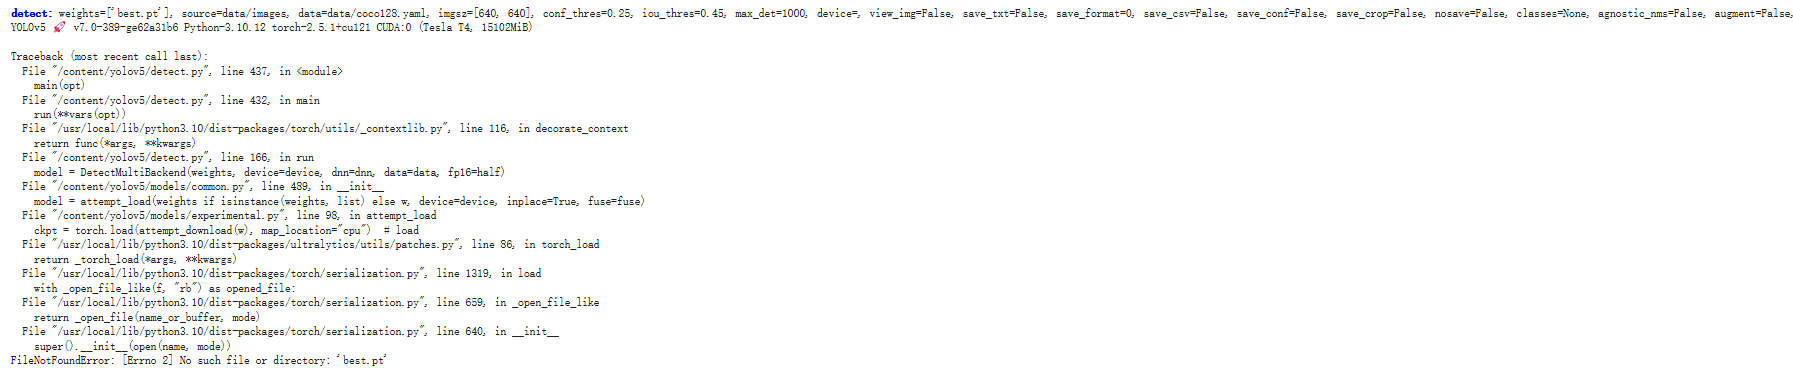 detect: weights=['best.pt'], source=data/images, data=data/coco128.yaml, imgsz=[640, 640], conf_thres=0.25, iou_thres=0.45, max_det=1000, device=, view_img=False, save_txt=False, save_format=0, save_csv=False, save_conf=False, save_crop=False, nosave=False, classes=None, agnostic_nms=False, augment=False,
YOLOv5 🚀 v7.0-389-ge62a31b6 Python-3.10.12 torch-2.5.1+cu121 CUDA:0 (Tesla T4, 15102MiB)
Traceback (most recent call last):
File "/content/yolov5/detect.py", line 437, in <module>
main(opt)
File "/content/yolov5/detect.py", line 432, in main
run(**vars(opt))
File "/usr/local/lib/python3.10/dist-packages/torch/utils/_contextlib.py", line 116, in decorate_context
return func(*args, **kwargs)
File "/content/yolov5/detect.py", line 166, in run
model = DetectMultiBackend(weights, device=device, dnn=dnn, data=data, fp16=half)
File "/content/yolov5/models/common.py", line 489, in __init__
model = attempt_load(weights if isinstance(weights, list) else w, device=device, inplace=True, fuse=fuse)
File "/content/yolov5/models/experimental.py", line 98, in attempt_load
ckpt = torch.load(attempt_download(w), map_location="cpu")  # load
File "/usr/local/lib/python3.10/dist-packages/ultralytics/utils/patches.py", line 86, in torch_load
return _torch_load(*args, **kwargs)
File "/usr/local/lib/python3.10/dist-packages/torch/serialization.py", line 1319, in load
with _open_file_like(f, "rb") as opened_file:
File "/usr/local/lib/python3.10/dist-packages/torch/serialization.py", line 659, in _open_file_like
return _open_file(name_or_buffer, mode)
File "/usr/local/lib/python3.10/dist-packages/torch/serialization.py", line 640, in __init__
super().__init__(open(name, mode))
FileNotFoundError: [Errno 2] No such file or directory: 'best.pt'